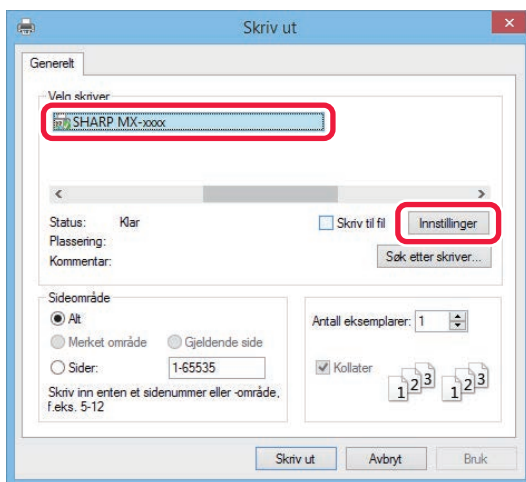 Skriv ut
Generelt
Velg skriver
SHARP MX-xxxx
Status: Klar
Skriv til fil
Innstillinger
Plassering:
Kommentar:
Søk etter skriver...
Sideområde
Alt
Merket område
Gjeldende side
Sider:
1-65535
Skriv inn enten et sidenummer eller -område,
f.eks. 5-12
Antall eksemplarer: 1
Kollater
1 2 3 1 2 3
Skriv ut
Avbryt
Bruk